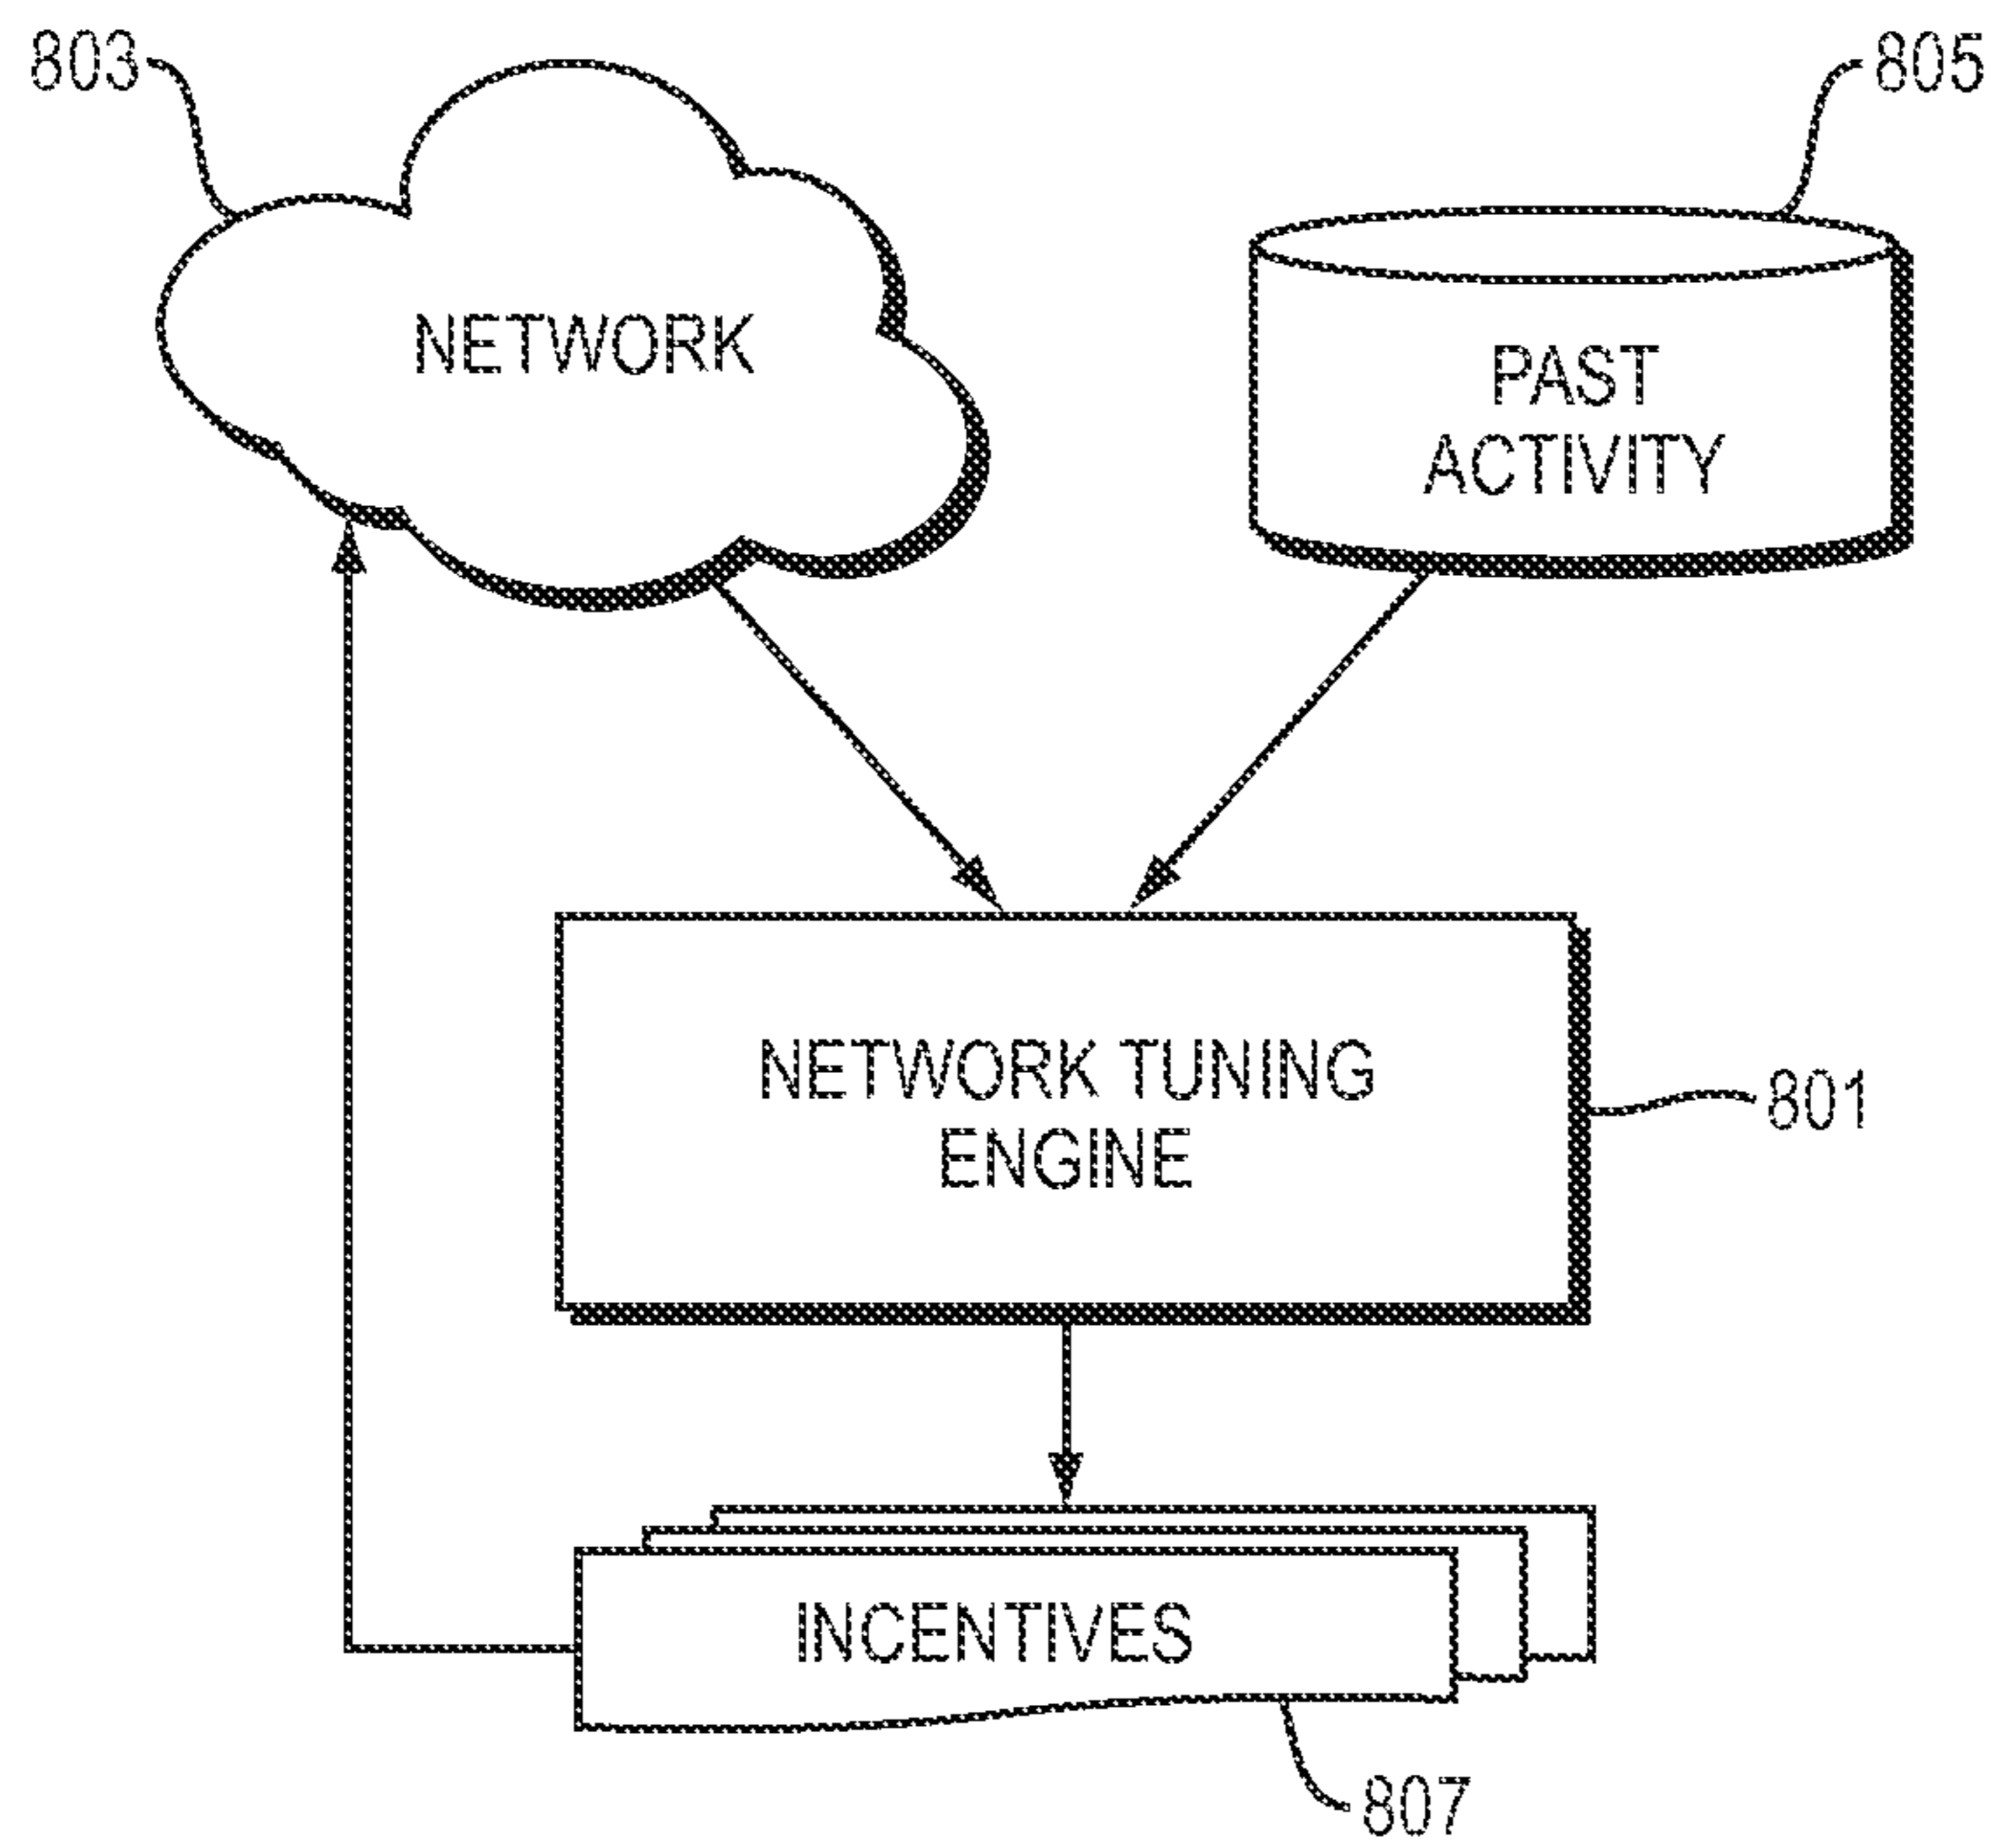 803
805
NETWORK
PAST
ACTIVITY
NETWORK TUNING
ENGINE
801
INCENTIVES
807